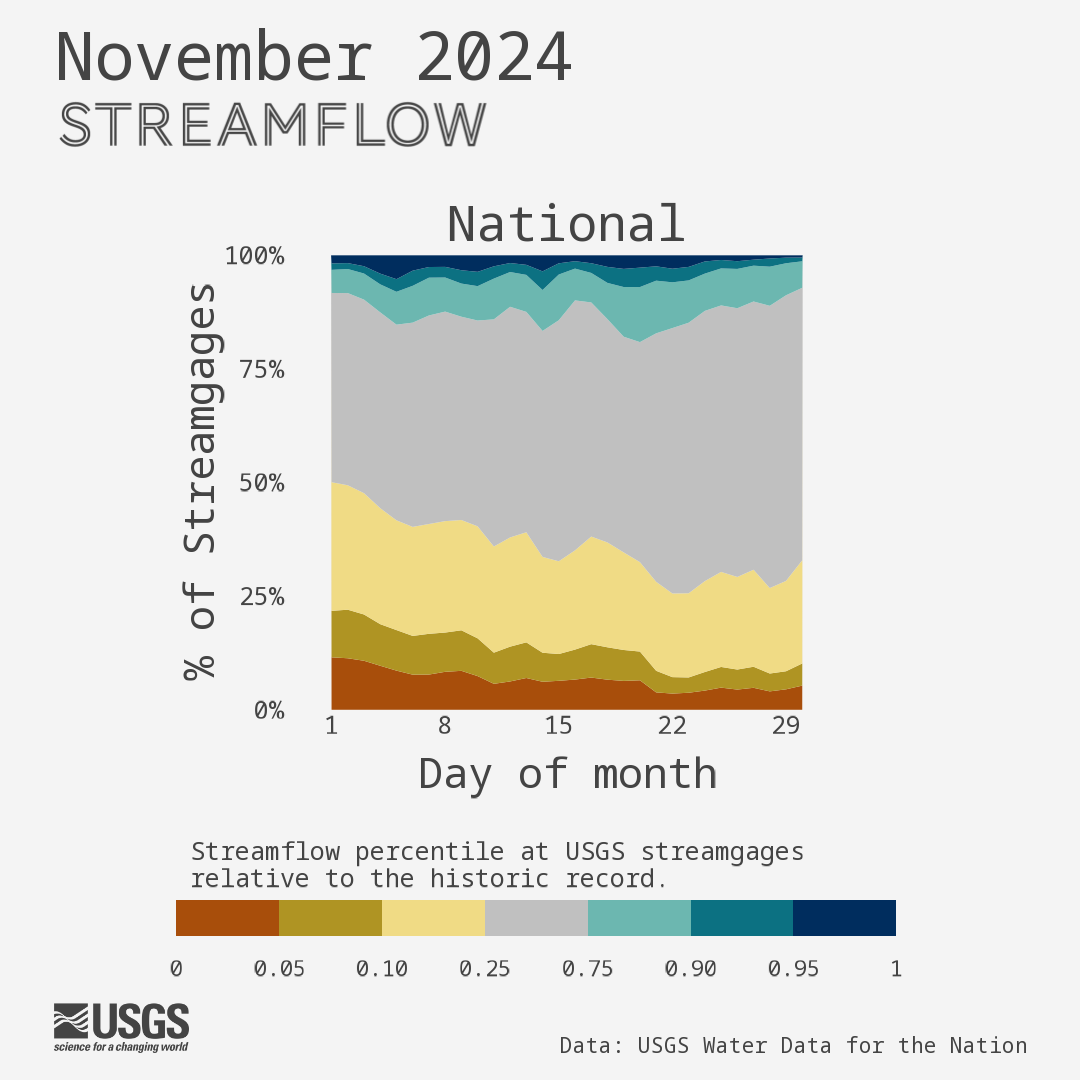 November 2024
STREAMFLOW
National
100%
75%
50%
25%
0%
% of Streamgages
1 8 15 22 29
Day of month
Streamflow percentile at USGS streamgages
relative to the historic record.
0 0.05 0.10 0.25 0.75 0.90 0.95 1
USGS
science for a changing world
Data: USGS Water Data for the Nation